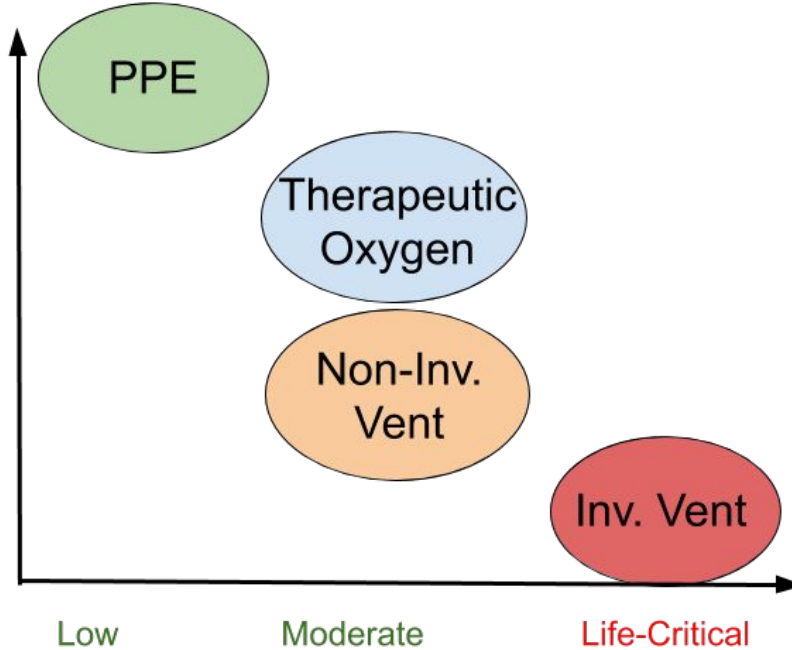 PPE
Therapeutic
Oxygen
Non-Inv.
Vent
Inv. Vent
Low
Moderate
Life-Critical